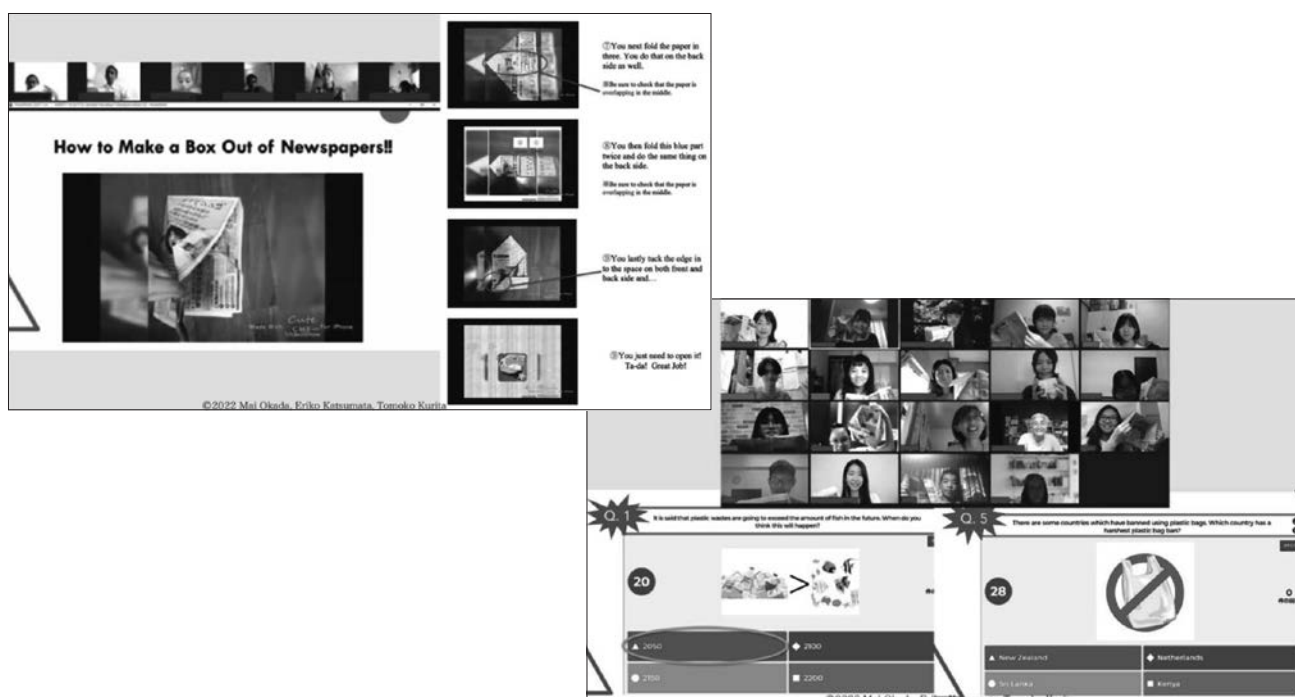 How to Make a Box Out of Newspapers!!
⑦You next fold the paper in
three. You do that on the back
side as well.
※Be sure to check that the paper is
overlapping in the middle.
⑧You then fold this blue part
twice and do the same thing on
the back side.
※Be sure to check that the paper is
overlapping in the middle.
⑨You lastly tuck the edge in
to the space on both front and
back side and…
⑨You just need to open it!
Ta-da! Great Job!
©2022 Mai Okada, Eriko Katsumata, Tomoko Kurita
Q. 1
It is said that plastic wastes are going to exceed the amount of fish in the future. When do you
think this will happen?
20
>
2050
2100
2150
2200
Q. 5
There are some countries which have banned using plastic bags. Which country has a
harshest plastic bag ban?
28
0
New Zealand
Netherlands
Sri Lanka
Kenya